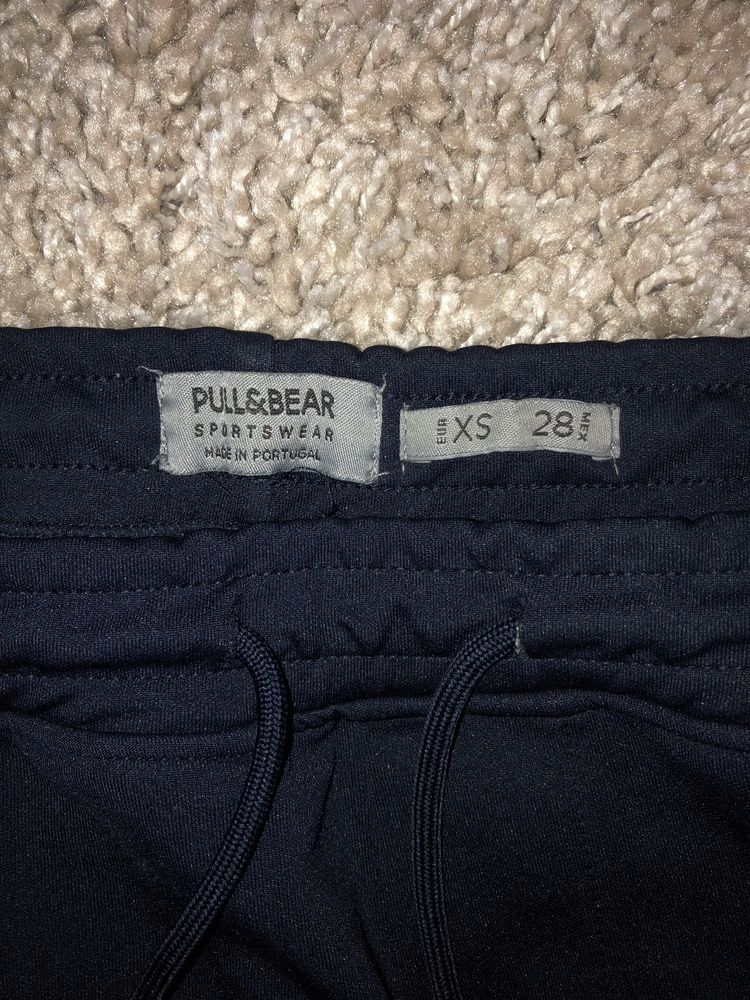 PULL&BEAR
SPORTSWEAR
MADE IN PORTUGAL
EUR XS 28 MEX